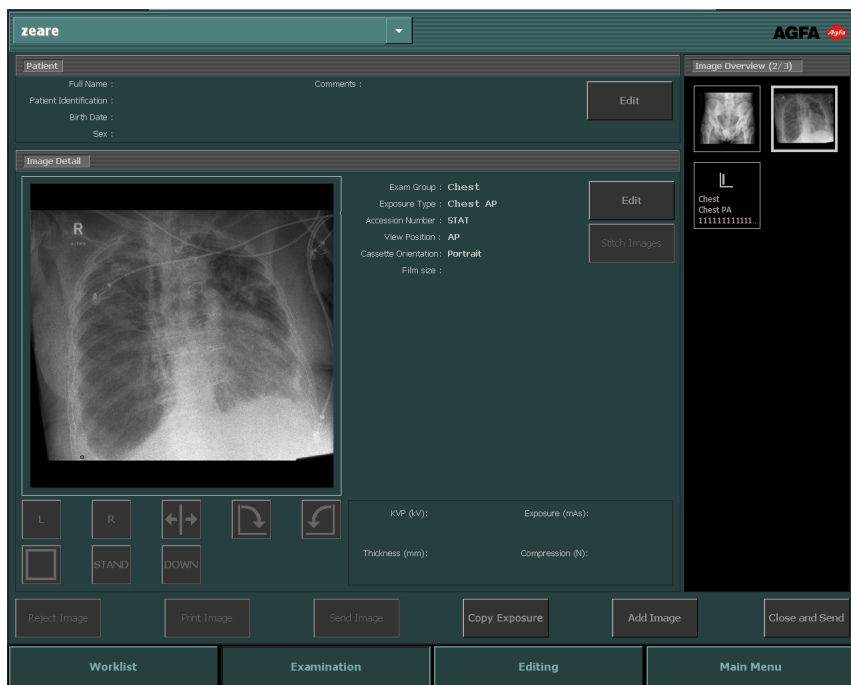 zeare
AGFA
Agfa
Patient
Full Name :
Comments :
Patient Identification :
Birth Date :
Sex :
Edit
Image Overview (2/3)
Image Detail
R
Exam Group : Chest
Exposure Type : Chest AP
Accession Number : STAT
View Position : AP
Cassette Orientation: Portrait
Film size :
Edit
Stitch Images
L
Chest
Chest PA
111111111111..
L
R
STAND
DOWN
KVP (kV):
Exposure (mAs):
Thickness (mm):
Compression (N):
Reject Image
Print Image
Send Image
Copy Exposure
Add Image
Close and Send
Worklist
Examination
Editing
Main Menu